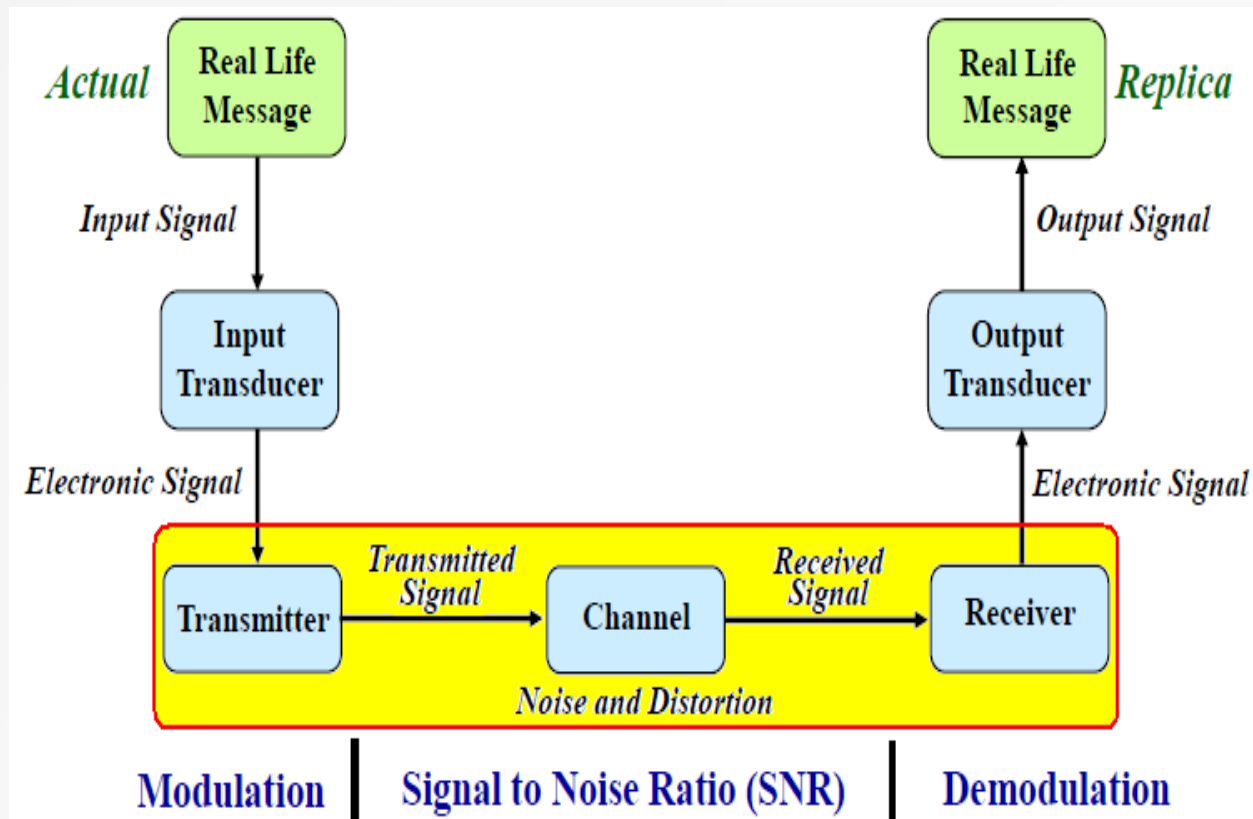 Actual
Real Life
Message
Real Life
Message
Replica
Input Signal
Output Signal
Input
Transducer
Output
Transducer
Electronic Signal
Electronic Signal
Transmitter
Transmitted
Signal
Channel
Received
Signal
Receiver
Noise and Distortion
Modulation
Signal to Noise Ratio (SNR)
Demodulation